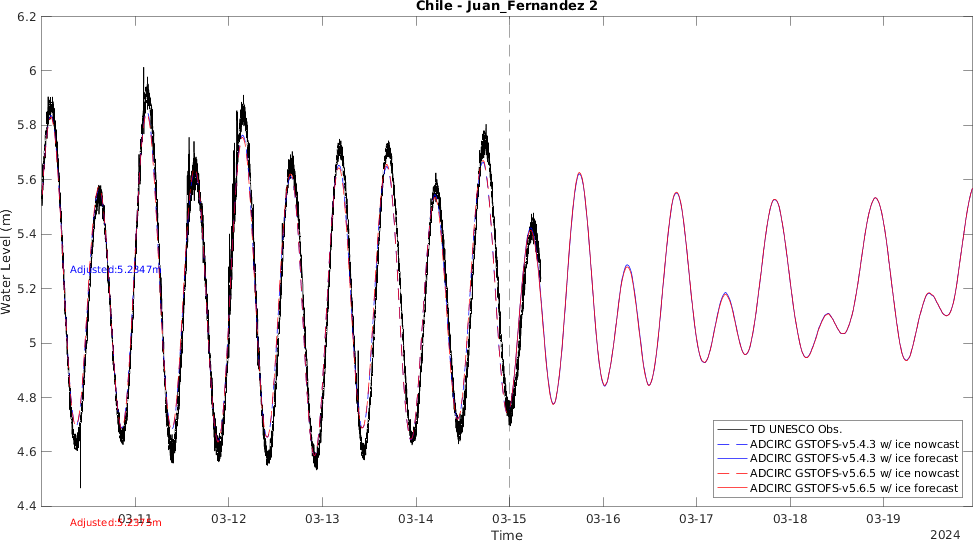 Chile - Juan_Fernandez 2
6.2
6
5.8
5.6
5.4
5.2
5
4.8
4.6
4.4
Water Level (m)
Adjusted:5.2347m
Adjusted:5.2375m
03-11
03-12
03-13
03-14
03-15
03-16
03-17
03-18
03-19
Time
2024
TD UNESCO Obs.
ADCIRC GSTOFS-v5.4.3 w/ ice nowcast
ADCIRC GSTOFS-v5.4.3 w/ ice forecast
ADCIRC GSTOFS-v5.6.5 w/ ice nowcast
ADCIRC GSTOFS-v5.6.5 w/ ice forecast